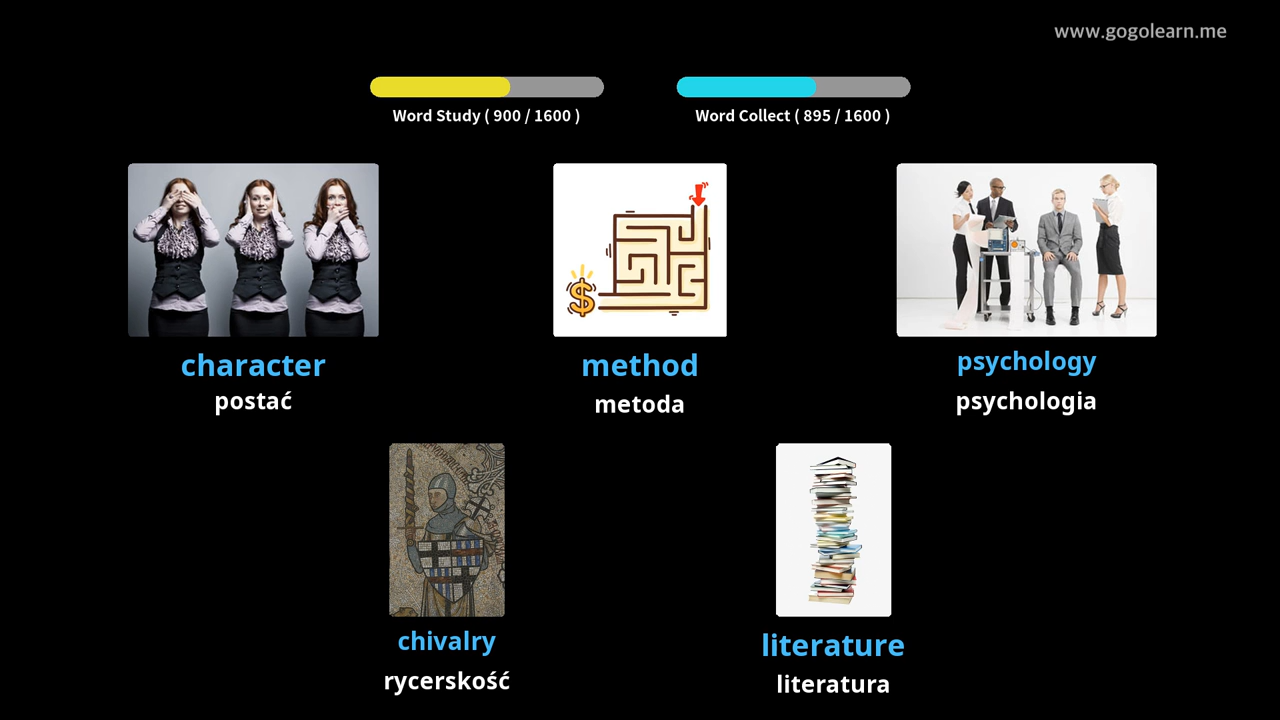 www.gogolearn.me
Word Study ( 900 / 1600 )
Word Collect ( 895 / 1600 )
character
postać
method
metoda
psychology
psychologia
chivalry
rycerskość
literature
literatura